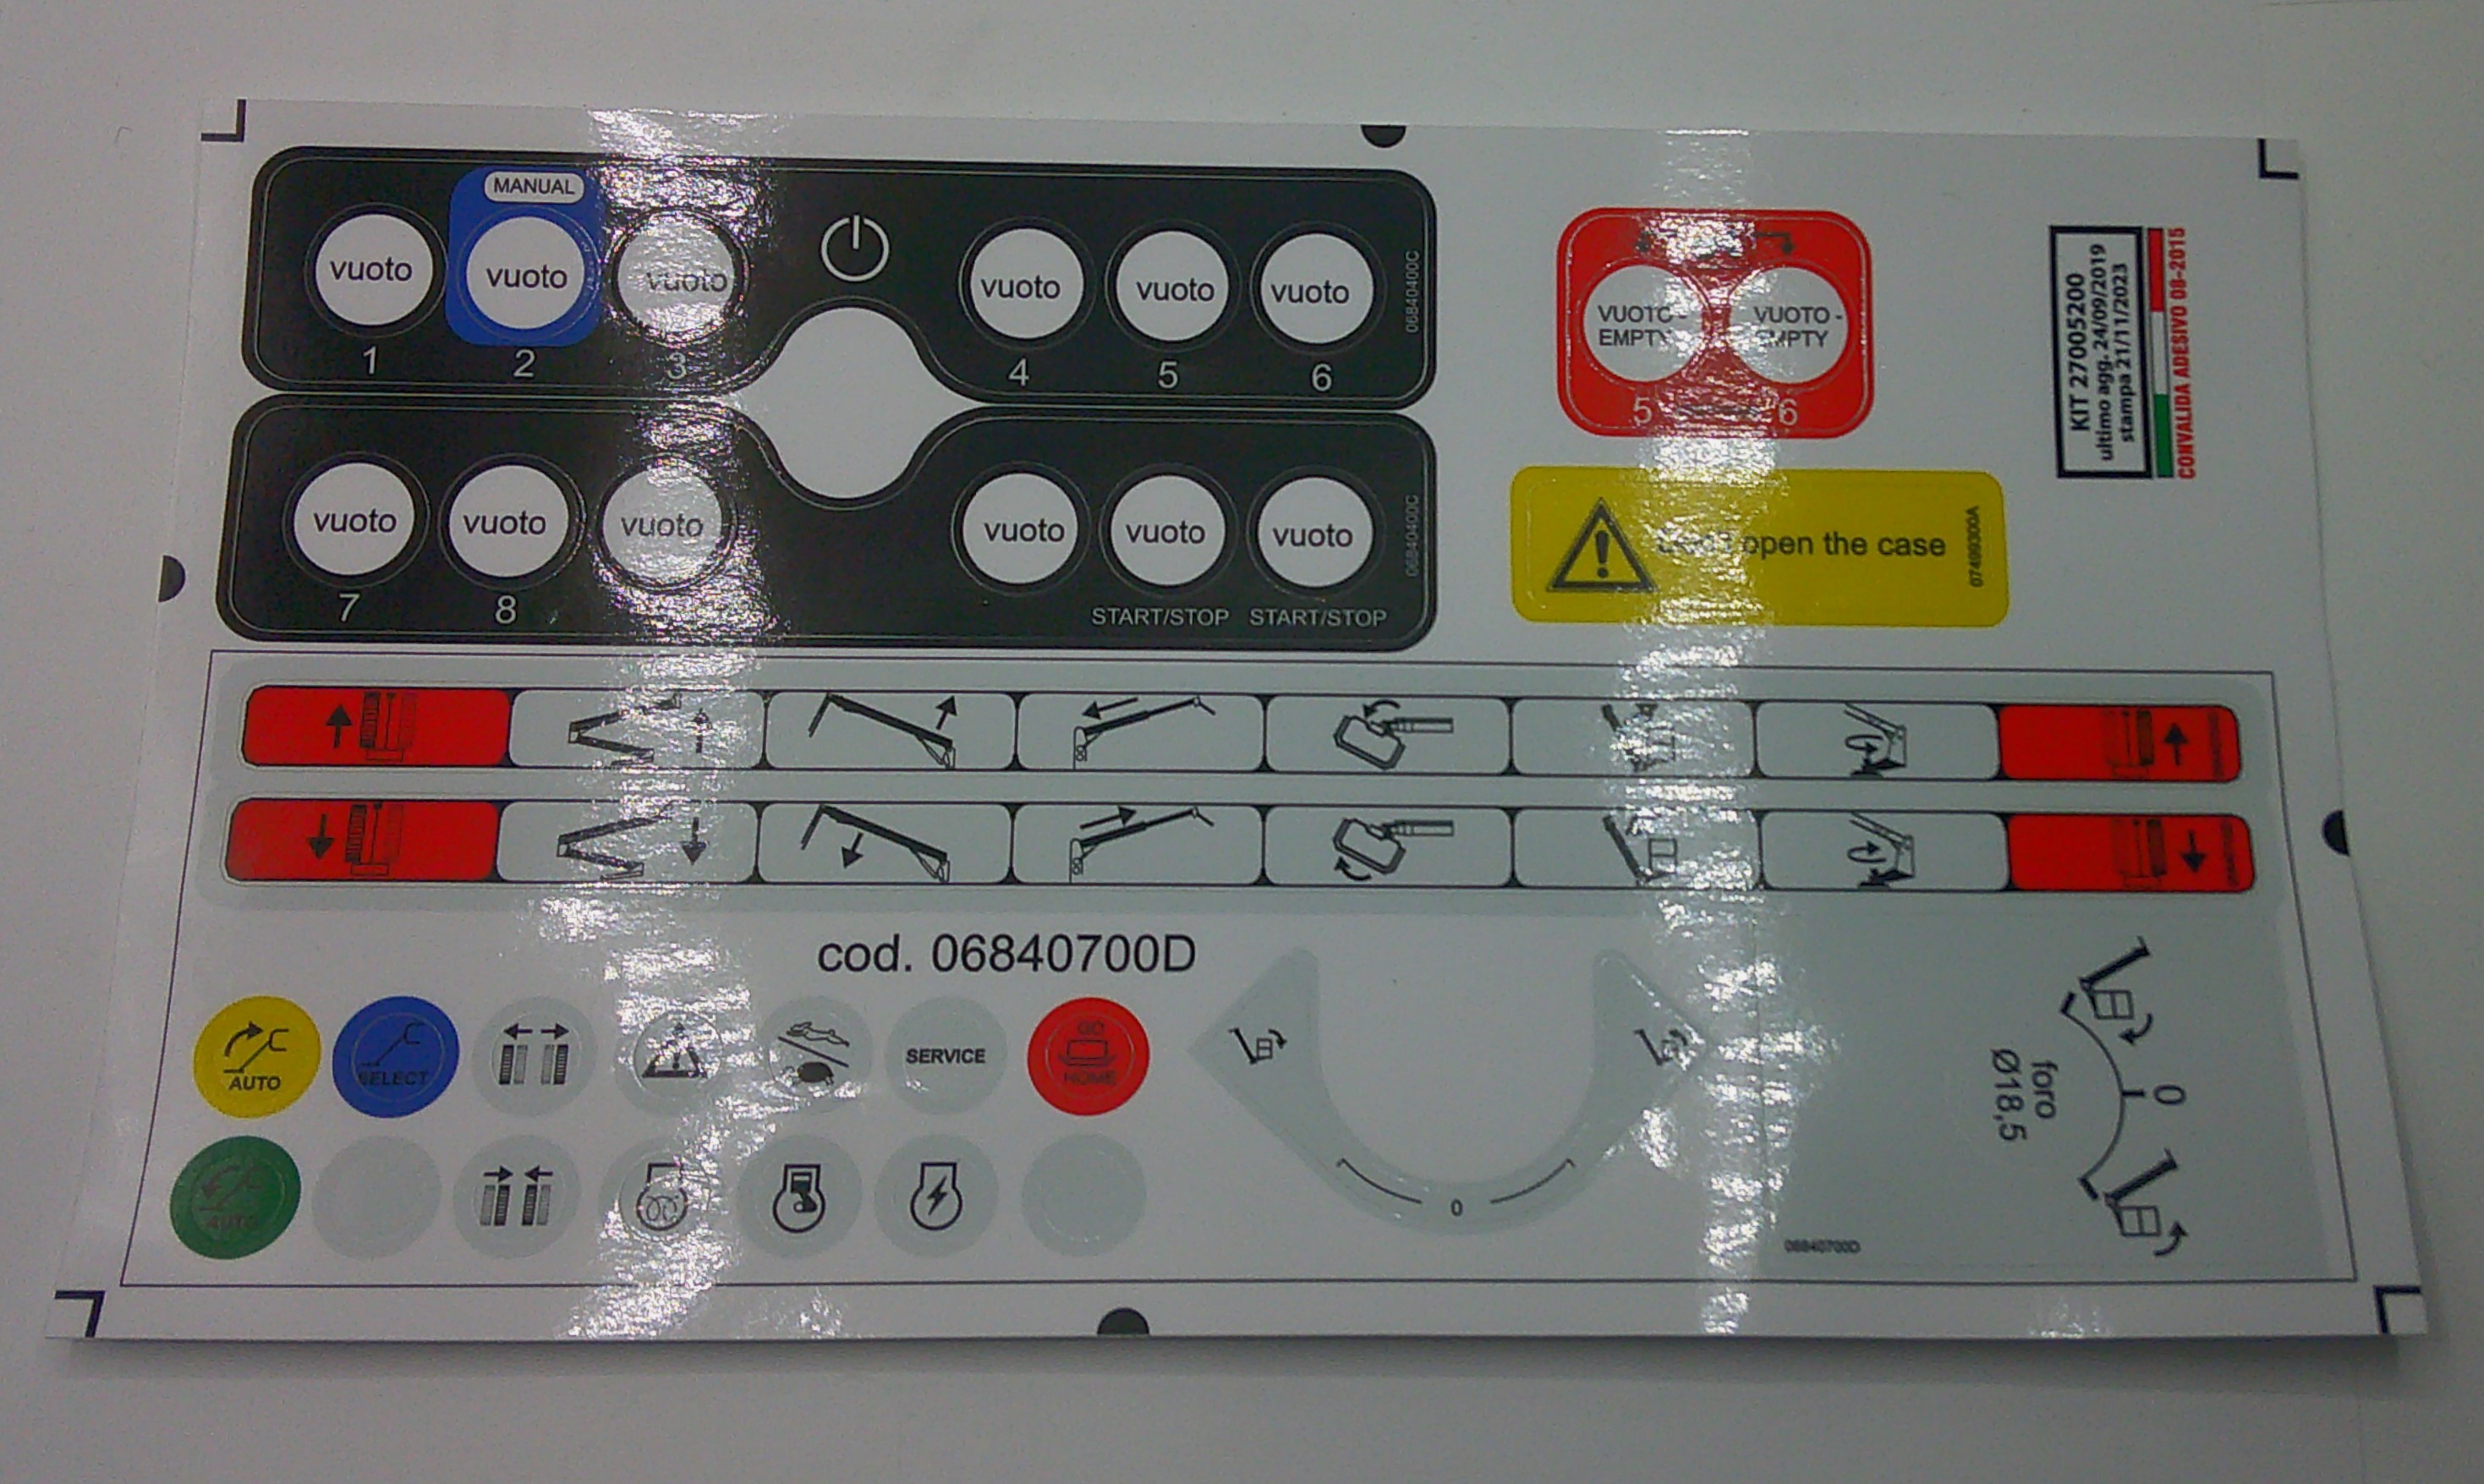 MANUAL
vuoto
vuoto
vuoto
vuoto
vuoto
vuoto
1
2
3
4
5
6
06840400C
vuoto
vuoto
vuoto
vuoto
vuoto
vuoto
7
8
START/STOP
START/STOP
06840400C
VUOTO -
EMPTY
VUOTO -
EMPTY
5
6
open the case
07499300A
KIT 27005200
ultimo agg. 24/09/2019
stampa 21/11/2023
CONVALIDA ADESIVO 08-2015
cod. 06840700D
AUTO
SELECT
SERVICE
GO
HOME
AUTO
0
foro
Ø18,5
0
06840700D